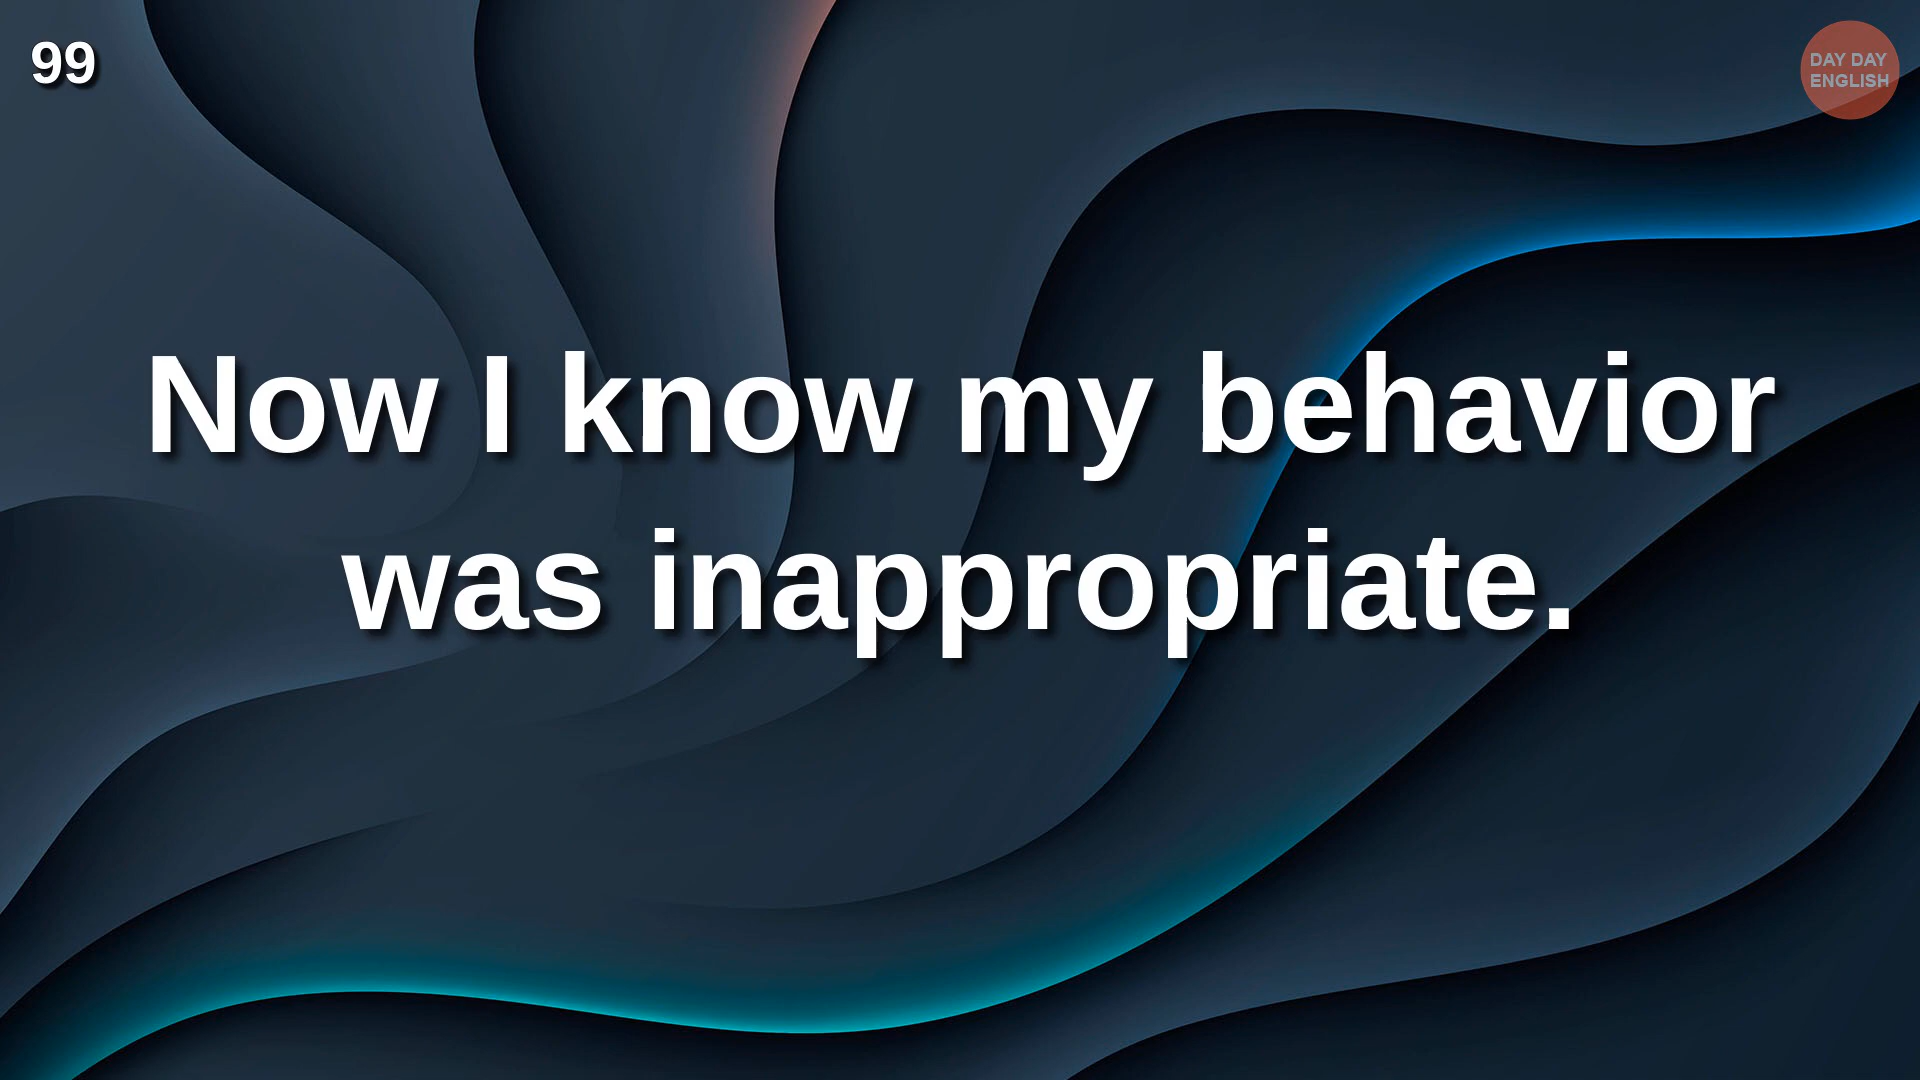 99
DAY DAY
ENGLISH
Now I know my behavior
was inappropriate.